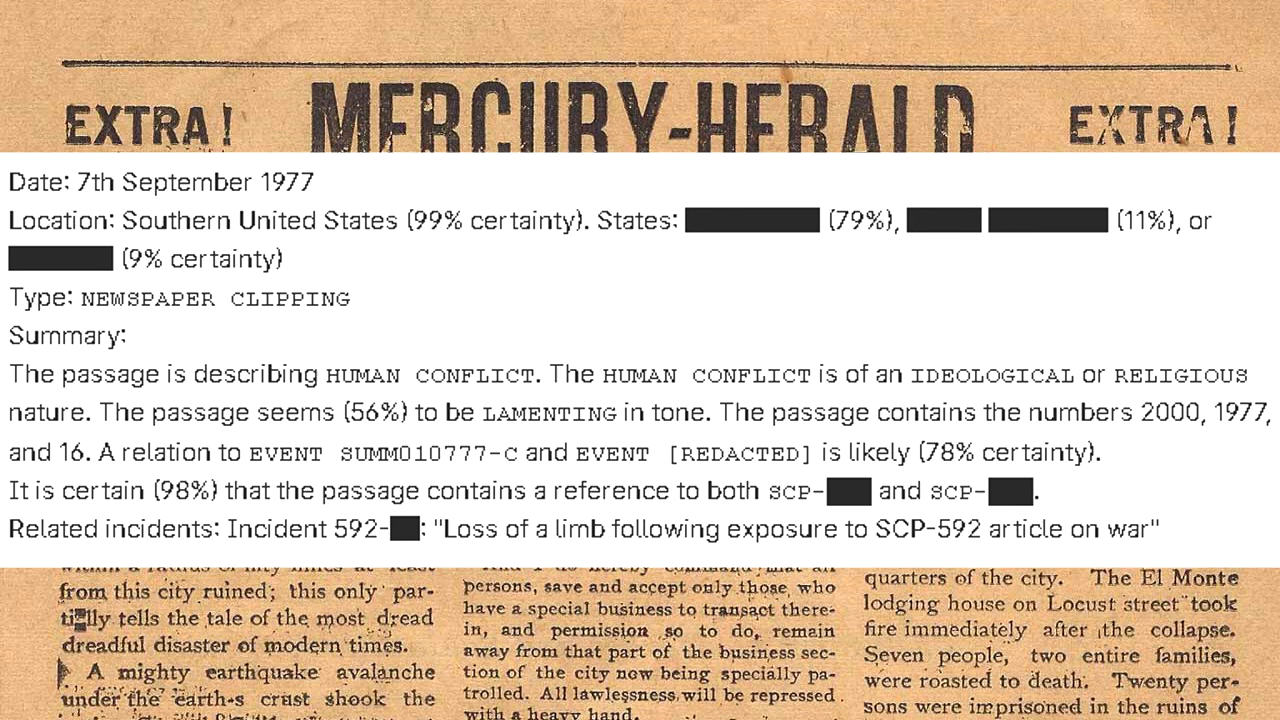 EXTRA!
MERCURY-HERALD
EXTRA!
Date: 7th September 1977
Location: Southern United States (99% certainty). States: (79%), (11%), or
(9% certainty)
Type: NEWSPAPER CLIPPING
Summary:
The passage is describing HUMAN CONFLICT. The HUMAN CONFLICT is of an IDEOLOGICAL or RELIGIOUS
nature. The passage seems (56%) to be LAMENTING in tone. The passage contains the numbers 2000, 1977,
and 16. A relation to EVENT SUMM010777-C and EVENT [REDACTED] is likely (78% certainty).
It is certain (98%) that the passage contains a reference to both SCP- and SCP- .
Related incidents: Incident 592- : "Loss of a limb following exposure to SCP-592 article on war"
from this city ruined; this only par-
tially tells the tale of the most dread
dreadful disaster of modern times.
A mighty earthquake avalanche
under the earth-s crust shook the
persons, save and accept only those who
have a special business to transact there-
in, and permission so to do, remain
away from that part of the business sec-
tion of the city now being specially pa-
trolled. All lawlessness will be repressed
with a heavy hand.
quarters of the city. The El Monte
lodging house on Locust street took
fire immediately after the collapse.
Seven people, two entire families,
were roasted to death. Twenty per-
sons were imprisoned in the ruins of